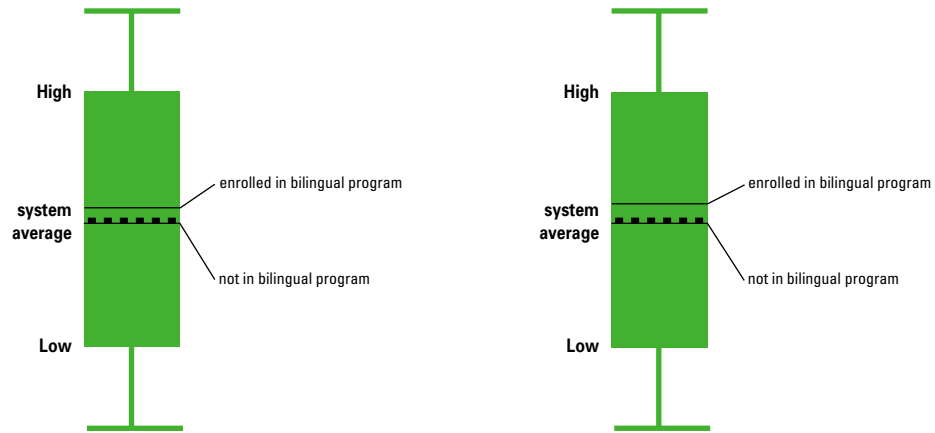 High
enrolled in bilingual program
system
average
not in bilingual program
Low
High
enrolled in bilingual program
system
average
not in bilingual program
Low